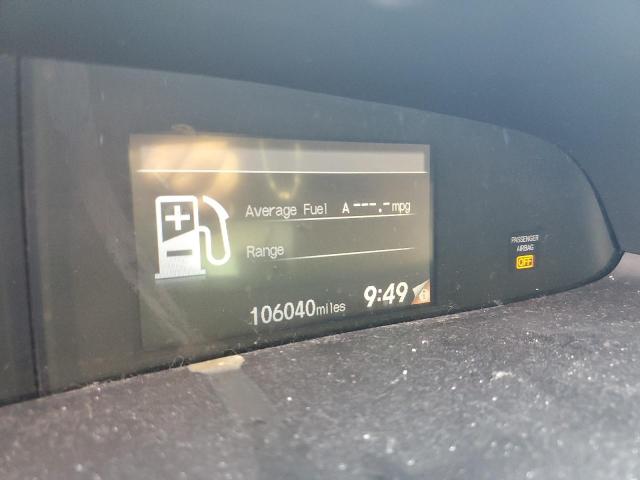 Average Fuel A ---.- mpg
Range
106040miles 9:49
PASSENGER
AIRBAG
OFF